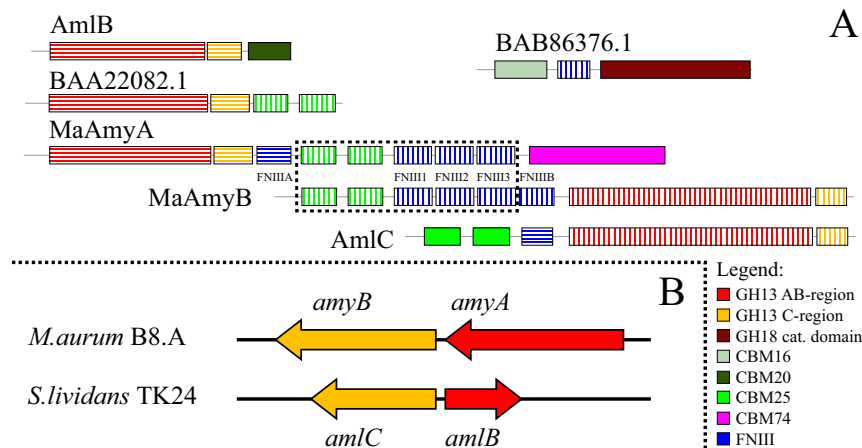 A
AmlB
BAB86376.1
BAA22082.1
MaAmyA
FNIIIA FNIII1 FNIII2 FNIII3 FNIIIB
MaAmyB
AmlC
Legend:
GH13 AB-region
GH13 C-region
GH18 cat. domain
CBM16
CBM20
CBM25
CBM74
FNIII
B
amyB amyA
M.aurum B8.A
S.lividans TK24
amlC amlB